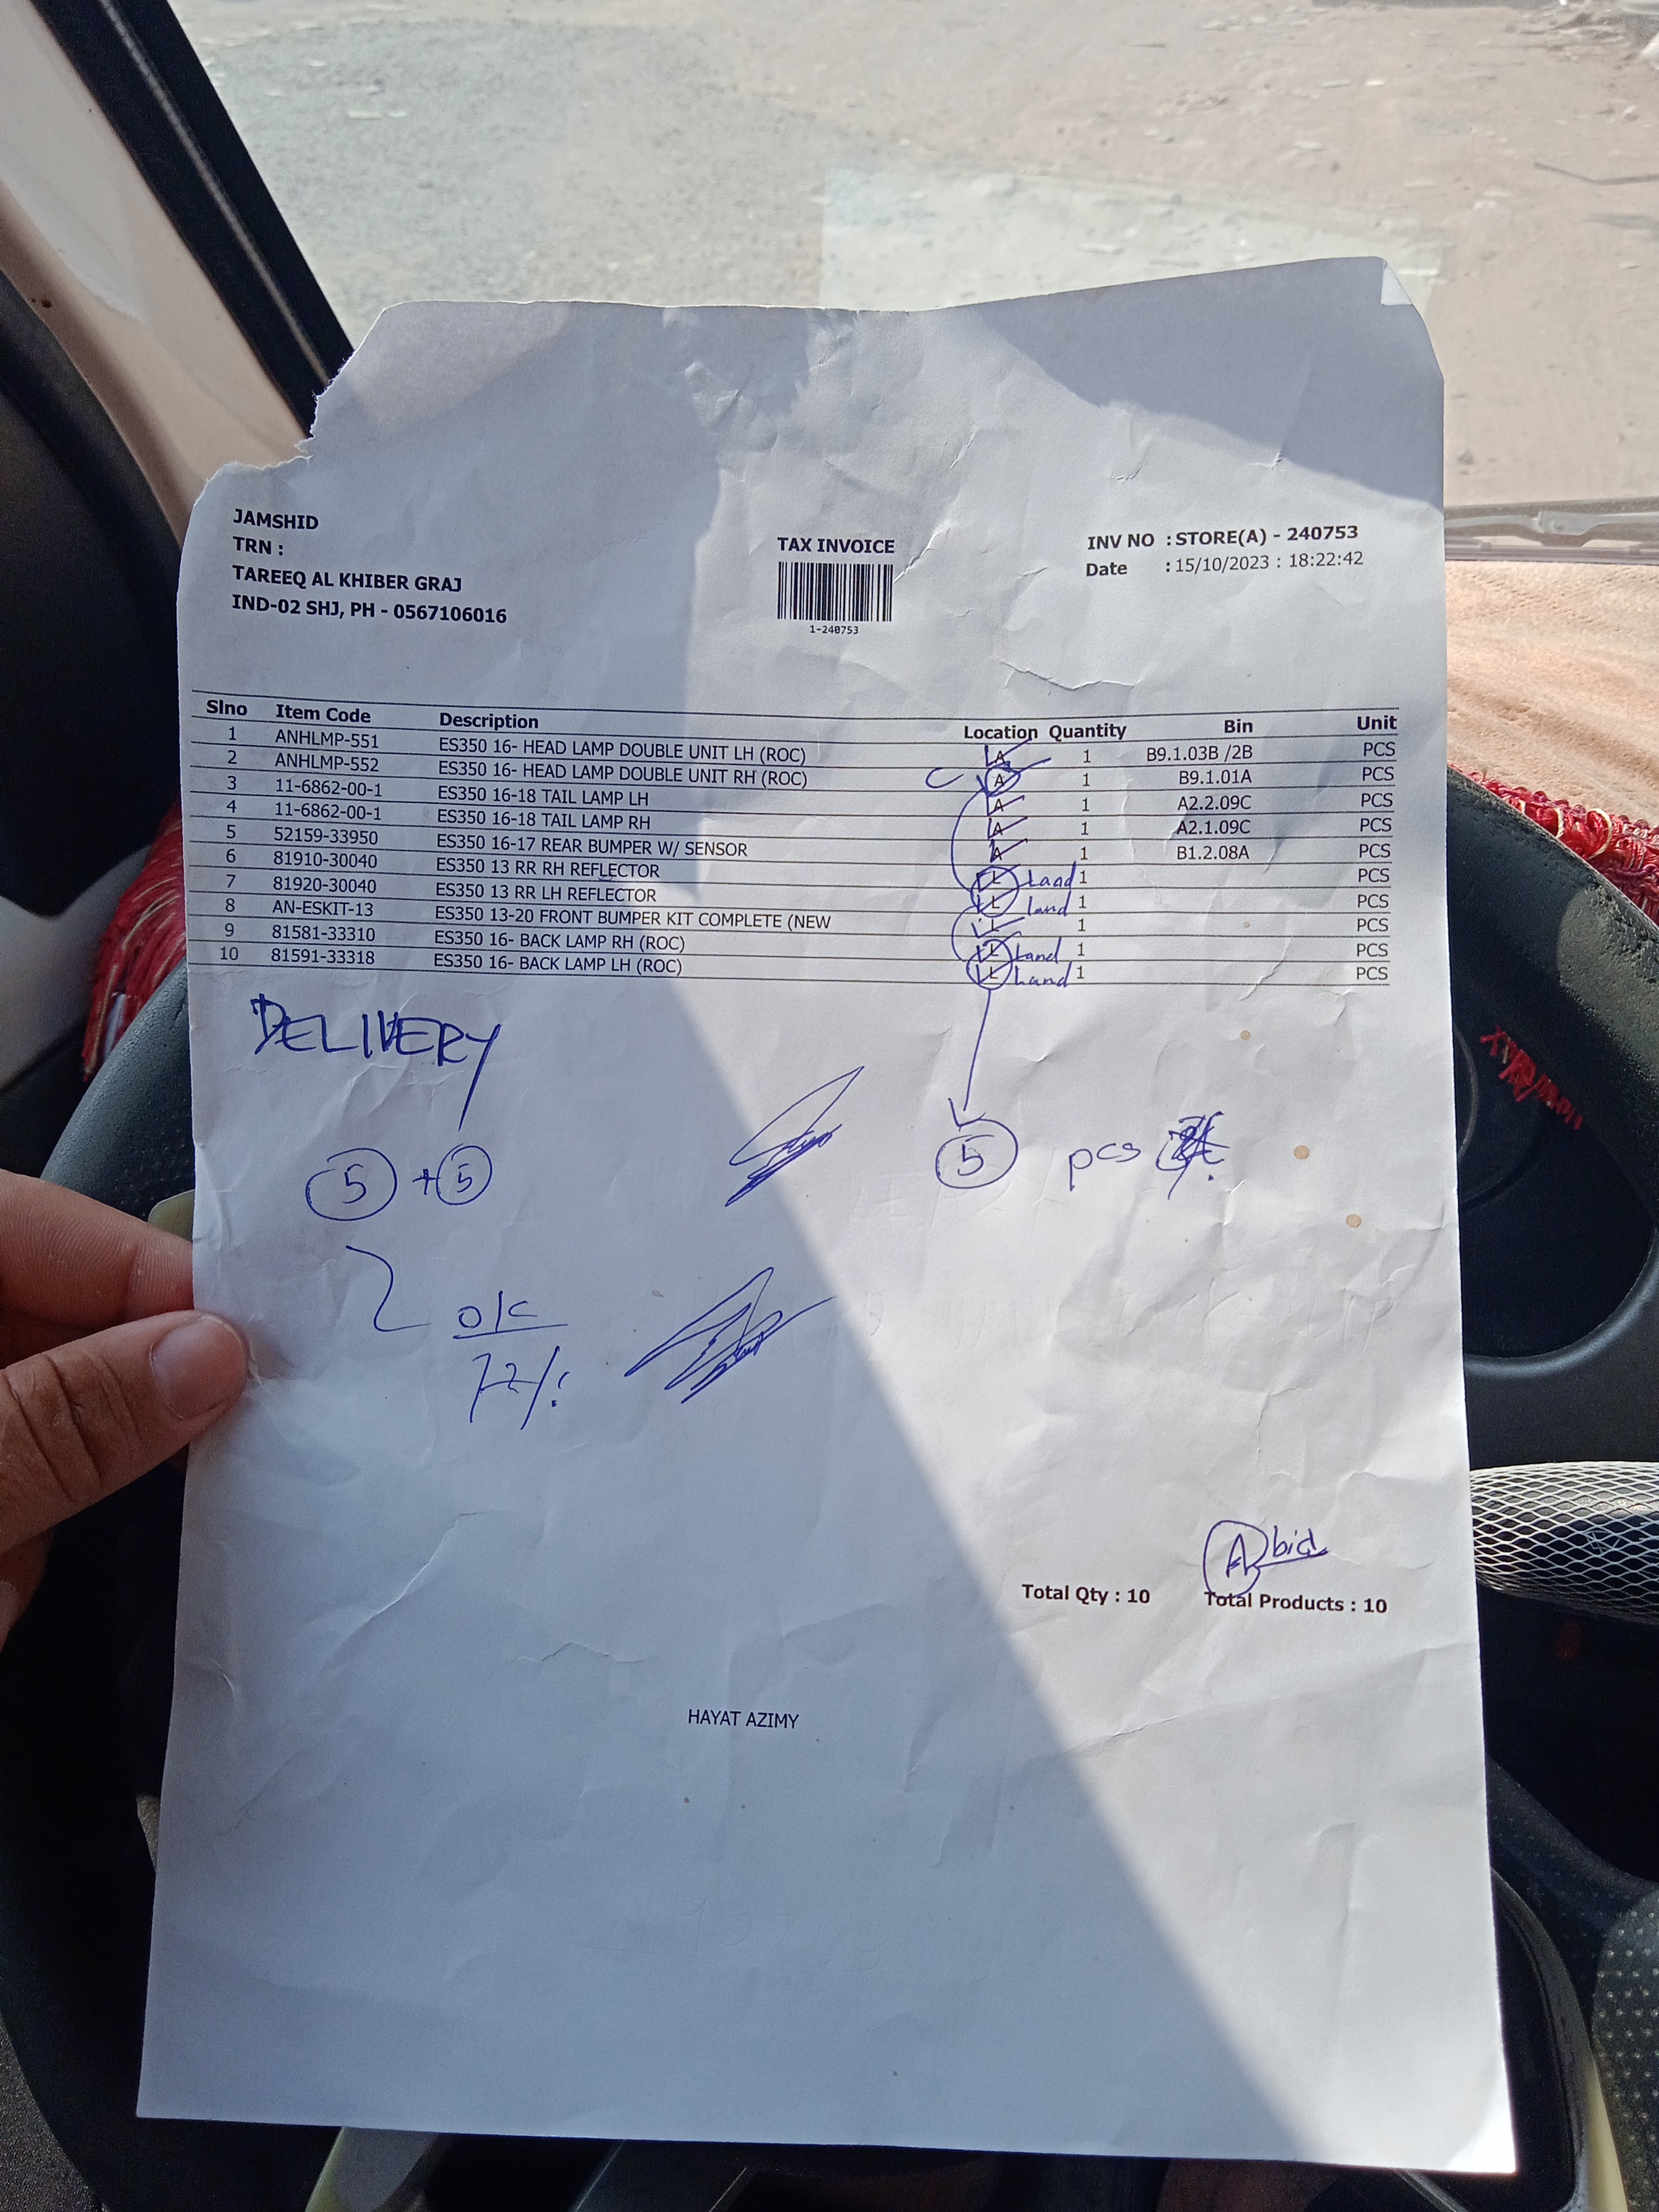 JAMSHID
TRN :
TAREEQ AL KHIBER GRAJ
IND-02 SHJ, PH - 0567106016
TAX INVOICE
1-240753
INV NO : STORE(A) - 240753
Date : 15/10/2023 : 18:22:42
Slno Item Code Description Location Quantity Bin Unit
1 ANHLMP-551 ES350 16- HEAD LAMP DOUBLE UNIT LH (ROC) A 1 B9.1.03B /2B PCS
2 ANHLMP-552 ES350 16- HEAD LAMP DOUBLE UNIT RH (ROC) A 1 B9.1.01A PCS
3 11-6862-00-1 ES350 16-18 TAIL LAMP LH A 1 A2.2.09C PCS
4 11-6862-00-1 ES350 16-18 TAIL LAMP RH A 1 A2.1.09C PCS
5 52159-33950 ES350 16-17 REAR BUMPER W/ SENSOR A 1 B1.2.08A PCS
6 81910-30040 ES350 13 RR RH REFLECTOR L Land 1 PCS
7 81920-30040 ES350 13 RR LH REFLECTOR L land 1 PCS
8 AN-ESKIT-13 ES350 13-20 FRONT BUMPER KIT COMPLETE (NEW L 1 PCS
9 81581-33310 ES350 16- BACK LAMP RH (ROC) L Land 1 PCS
10 81591-33318 ES350 16- BACK LAMP LH (ROC) L Land 1 PCS
DELIVERY
5 + 5
5 pcs
ok
Abid
Total Qty : 10 Total Products : 10
HAYAT AZIMY